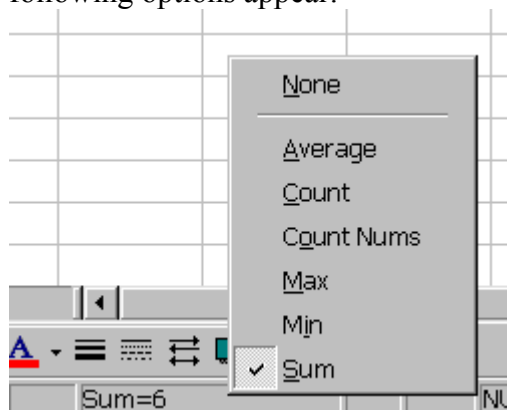 following options appear:
None
Average
Count
Count Nums
Max
Min
Sum
A
Sum=6
NU